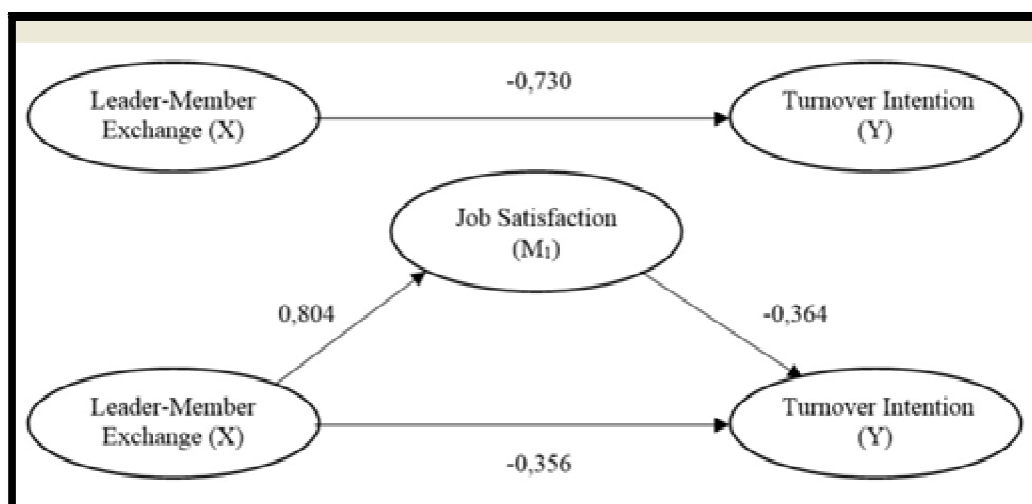 -0,730
Leader-Member
Exchange (X)
Turnover Intention
(Y)
Job Satisfaction
(M₁)
0,804
-0,364
Leader-Member
Exchange (X)
Turnover Intention
(Y)
-0,356